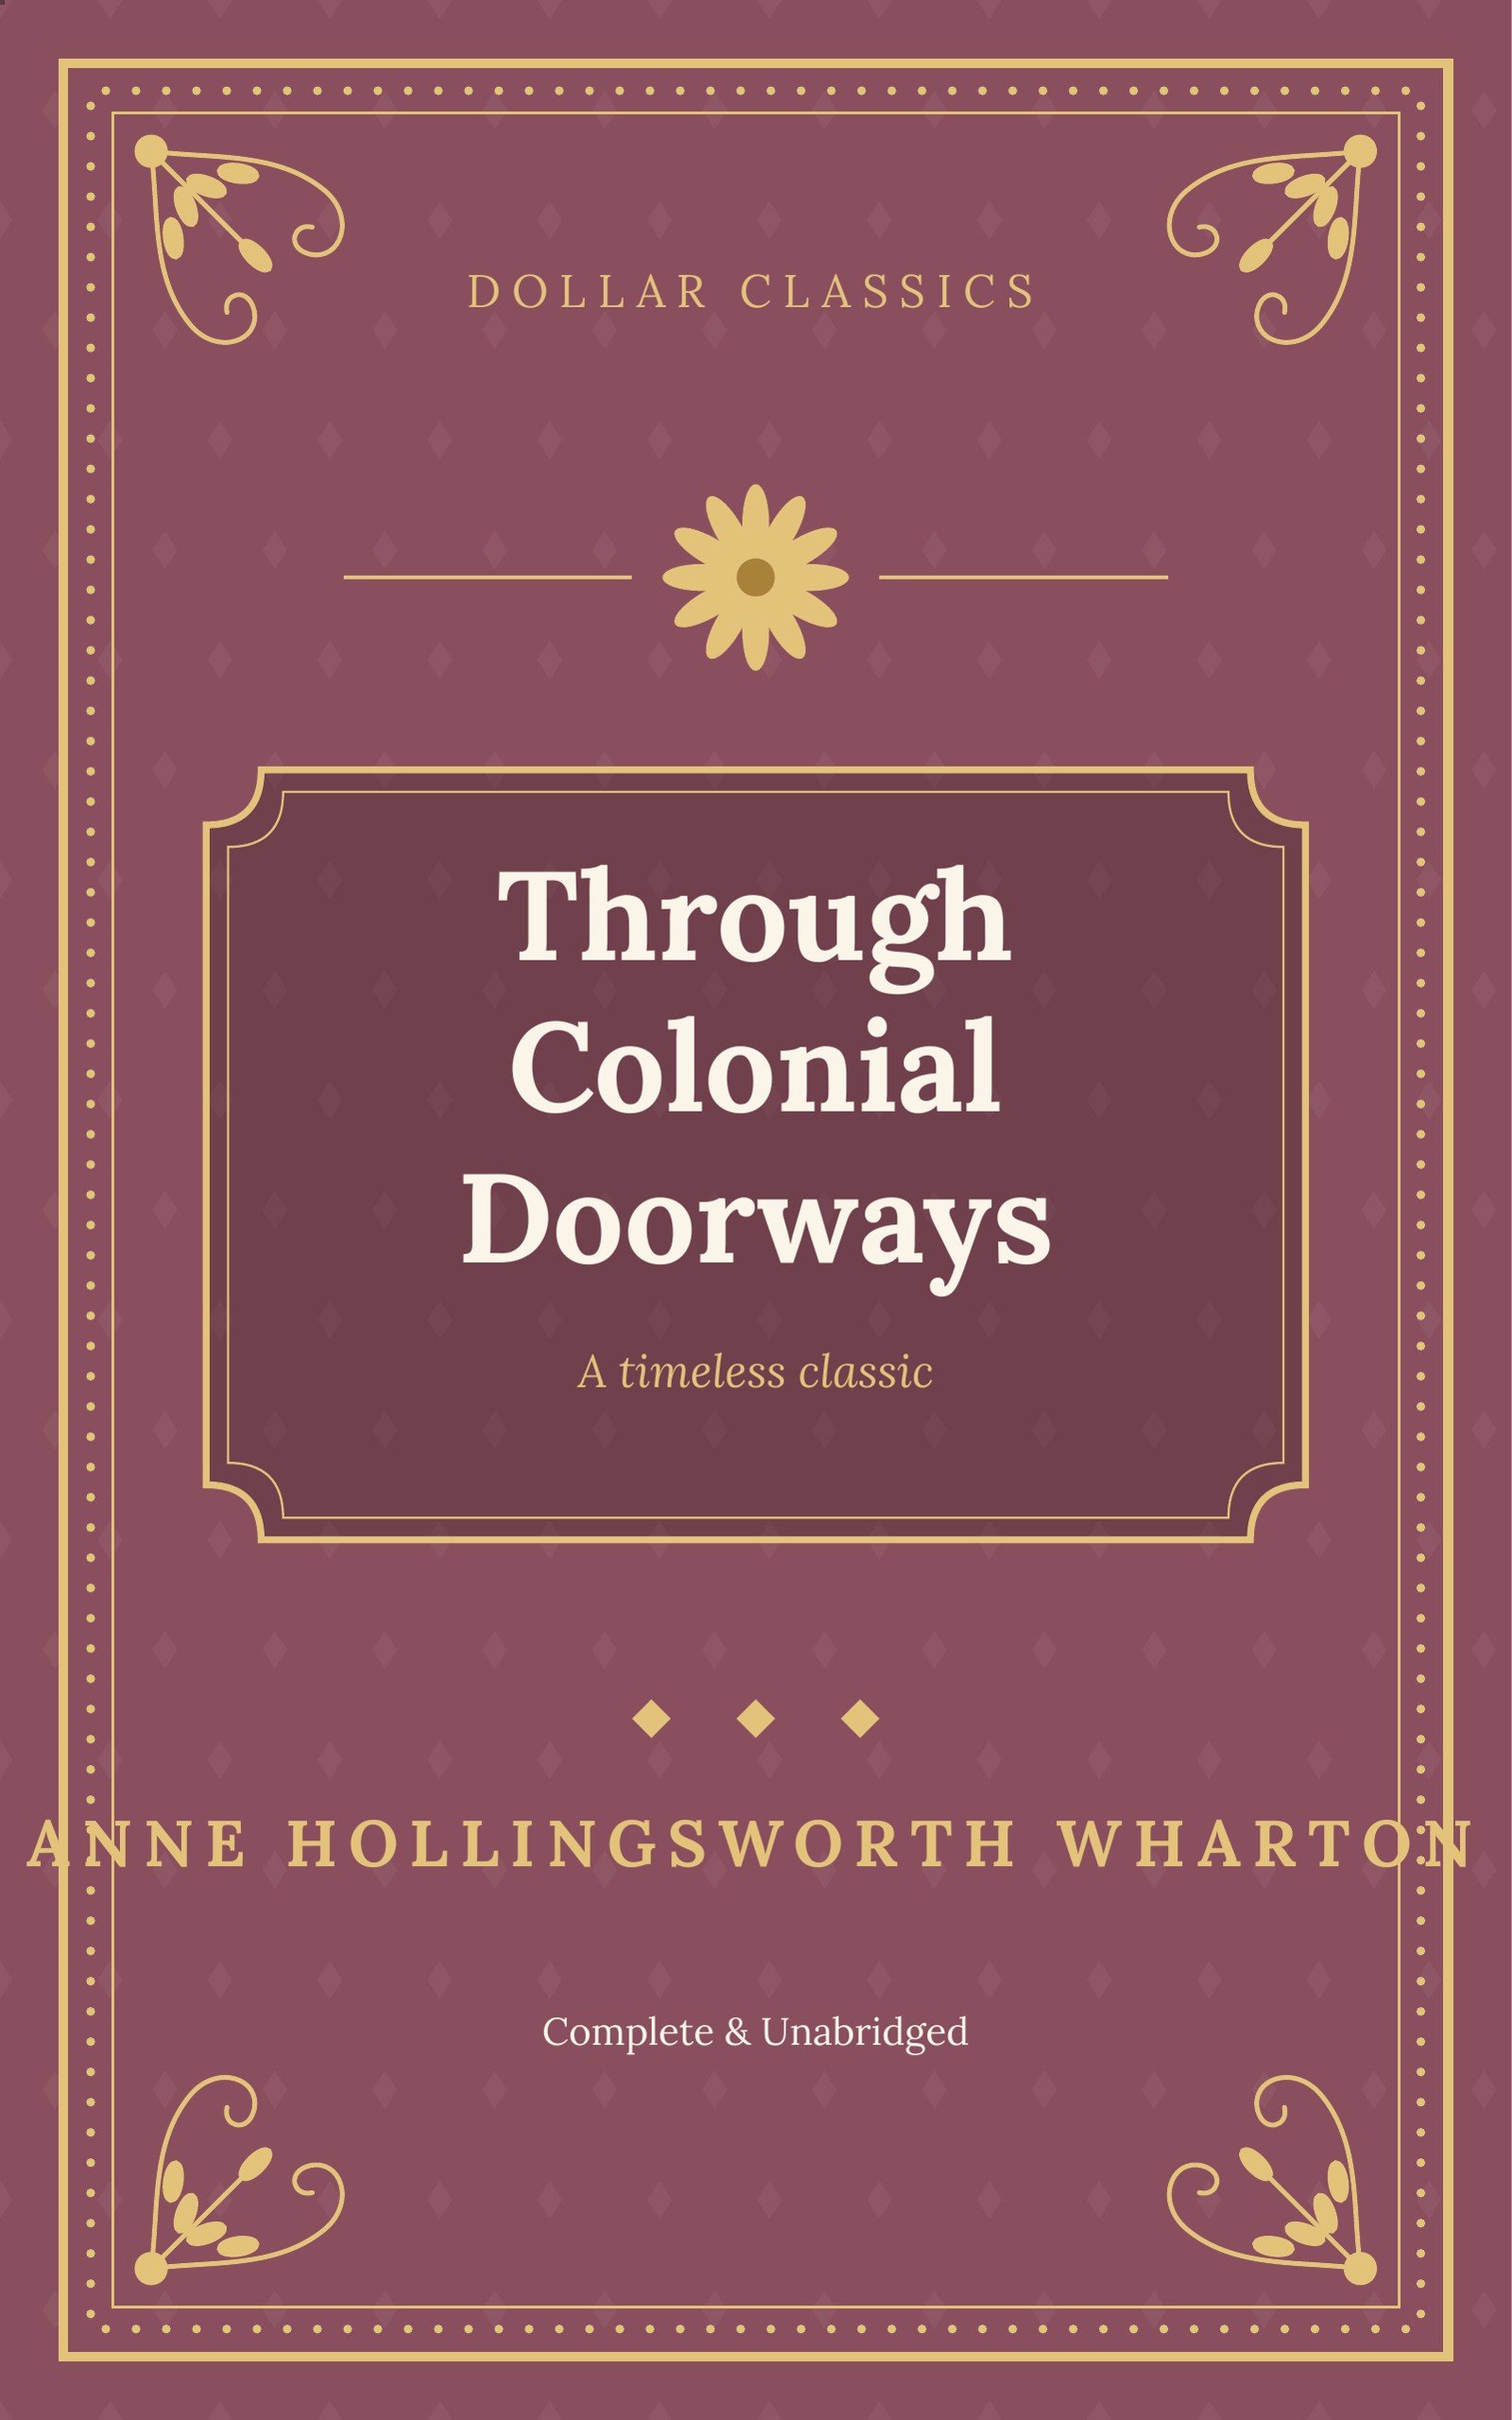 DOLLAR CLASSICS
Through
Colonial
Doorways
A timeless classic
ANNE HOLLINGSWORTH WHARTON
Complete & Unabridged